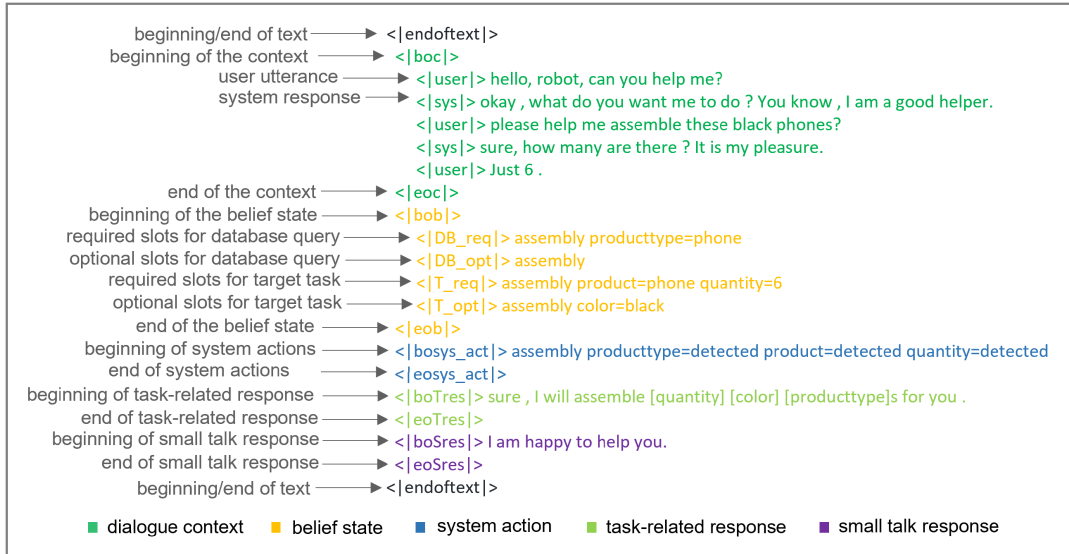 beginning/end of text <|endoftext|>
beginning of the context <|boc|>
user utterance <|user|> hello, robot, can you help me?
system response <|sys|> okay , what do you want me to do ? You know , I am a good helper.
<|user|> please help me assemble these black phones?
<|sys|> sure, how many are there ? It is my pleasure.
<|user|> Just 6 .
end of the context <|eoc|>
beginning of the belief state <|bob|>
required slots for database query <|DB_req|> assembly producttype=phone
optional slots for database query <|DB_opt|> assembly
required slots for target task <|T_req|> assembly product=phone quantity=6
optional slots for target task <|T_opt|> assembly color=black
end of the belief state <|eob|>
beginning of system actions <|bosys_act|> assembly producttype=detected product=detected quantity=detected
end of system actions <|eosys_act|>
beginning of task-related response <|boTres|> sure , I will assemble [quantity] [color] [producttype]s for you .
end of task-related response <|eoTres|>
beginning of small talk response <|boSres|> I am happy to help you.
end of small talk response <|eoSres|>
beginning/end of text <|endoftext|>
dialogue context belief state system action task-related response small talk response